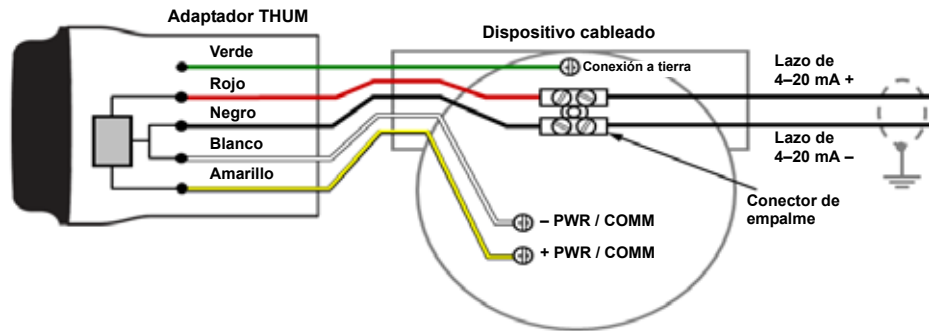 Adaptador THUM
Verde
Rojo
Negro
Blanco
Amarillo
Dispositivo cableado
Conexión a tierra
Lazo de
4–20 mA +
Lazo de
4–20 mA –
Conector de
empalme
– PWR / COMM
+ PWR / COMM